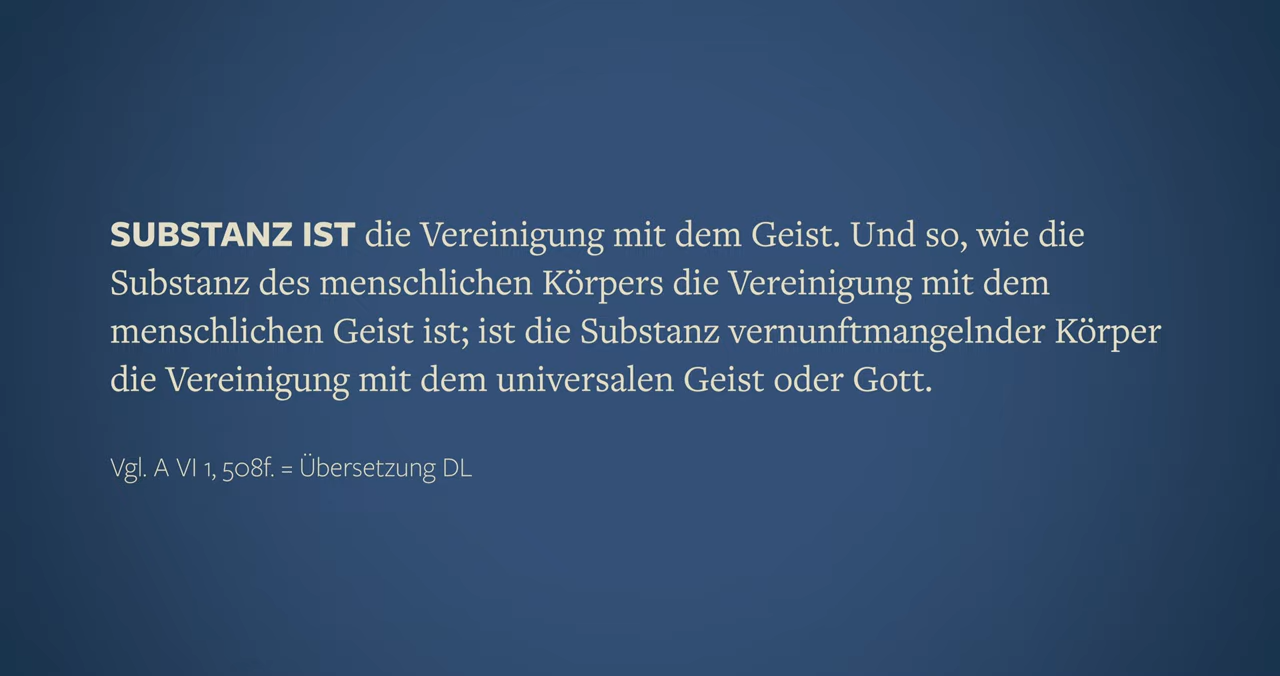 SUBSTANZ IST die Vereinigung mit dem Geist. Und so, wie die
Substanz des menschlichen Körpers die Vereinigung mit dem
menschlichen Geist ist; ist die Substanz vernunftmangelnder Körper
die Vereinigung mit dem universalen Geist oder Gott.
Vgl. A VI 1, 508f. = Übersetzung DL